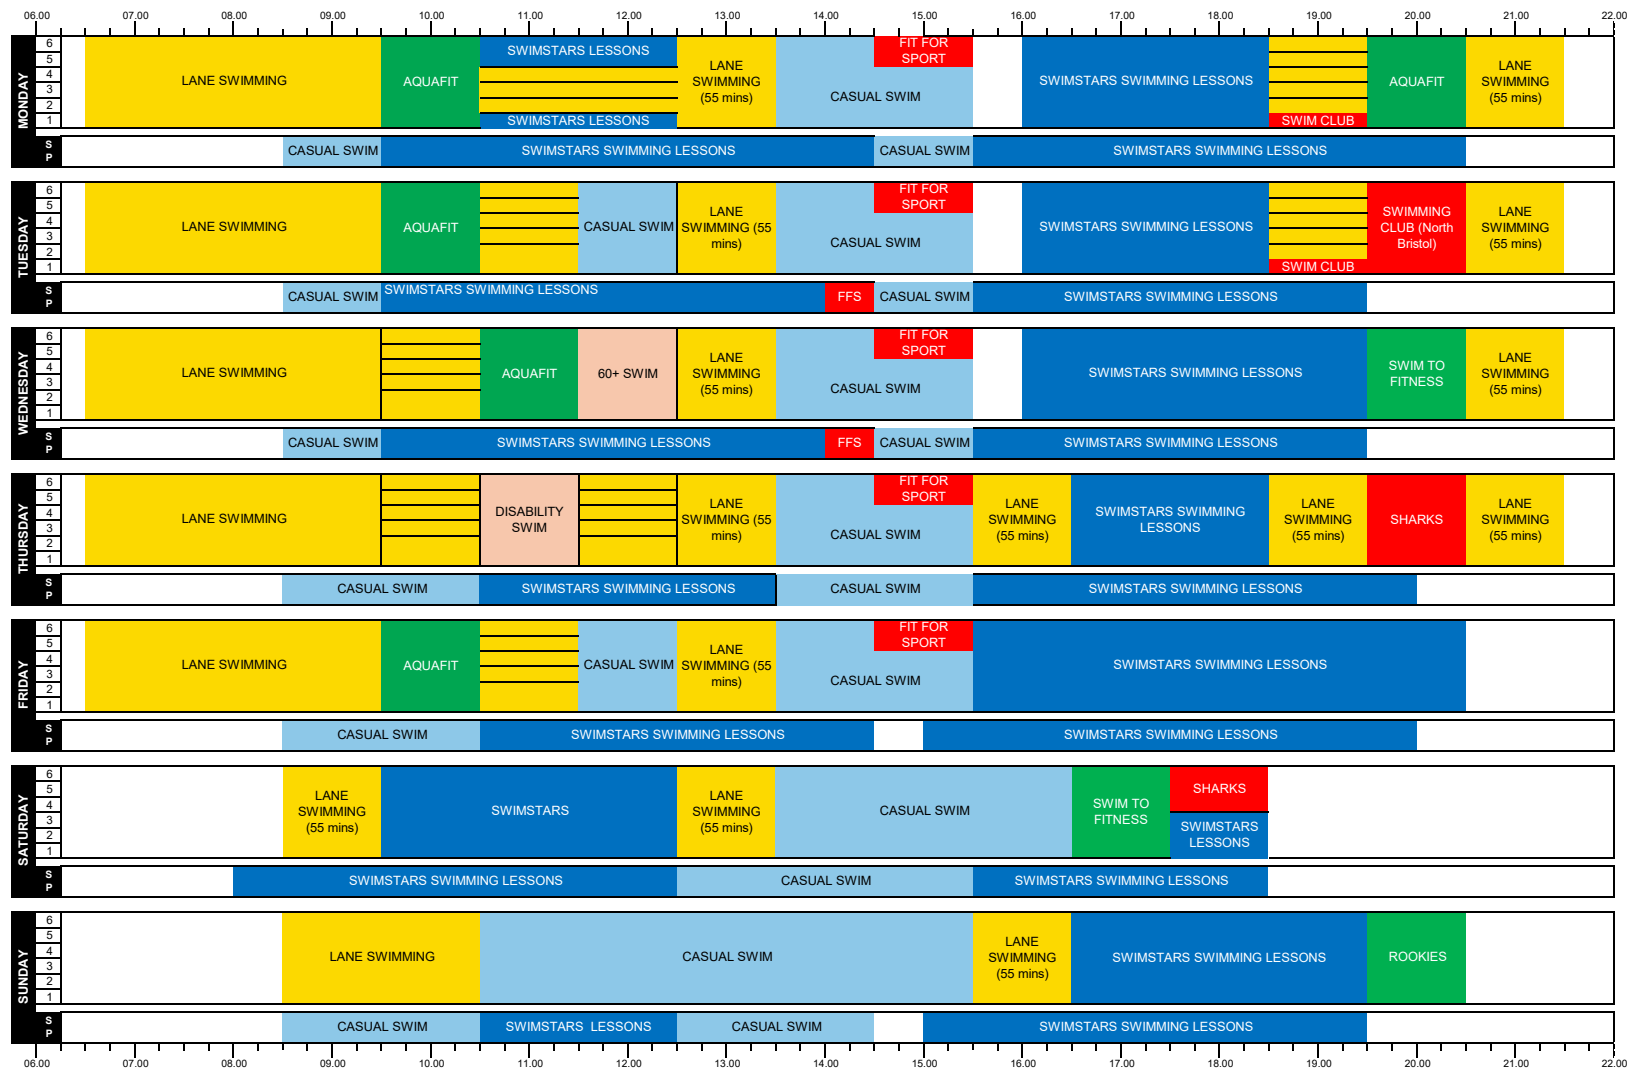 06:00 07.00 08.00 09.00 10.00 11.00 12.00 13.00 14.00 15.00 16.00 17.00 18.00 19.00 20.00 21.00 22.00
MONDAY
6
5
4
3
2
1
LANE SWIMMING
AQUAFIT
SWIMSTARS LESSONS
SWIMSTARS LESSONS
LANE
SWIMMING
(55 mins)
CASUAL SWIM
FIT FOR
SPORT
SWIMSTARS SWIMMING LESSONS
SWIM CLUB
AQUAFIT
LANE
SWIMMING
(55 mins)
S
P
CASUAL SWIM
SWIMSTARS SWIMMING LESSONS
CASUAL SWIM
SWIMSTARS SWIMMING LESSONS
TUESDAY
6
5
4
3
2
1
LANE SWIMMING
AQUAFIT
CASUAL SWIM
LANE
SWIMMING (55
mins)
CASUAL SWIM
FIT FOR
SPORT
SWIMSTARS SWIMMING LESSONS
SWIM CLUB
SWIMMING
CLUB (North
Bristol)
LANE
SWIMMING
(55 mins)
S
P
CASUAL SWIM
SWIMSTARS SWIMMING LESSONS
FFS
CASUAL SWIM
SWIMSTARS SWIMMING LESSONS
WEDNESDAY
6
5
4
3
2
1
LANE SWIMMING
AQUAFIT
60+ SWIM
LANE
SWIMMING
(55 mins)
CASUAL SWIM
FIT FOR
SPORT
SWIMSTARS SWIMMING LESSONS
SWIM TO
FITNESS
LANE
SWIMMING
(55 mins)
S
P
CASUAL SWIM
SWIMSTARS SWIMMING LESSONS
FFS
CASUAL SWIM
SWIMSTARS SWIMMING LESSONS
THURSDAY
6
5
4
3
2
1
LANE SWIMMING
DISABILITY
SWIM
LANE
SWIMMING (55
mins)
CASUAL SWIM
FIT FOR
SPORT
LANE
SWIMMING
(55 mins)
SWIMSTARS SWIMMING
LESSONS
LANE
SWIMMING
(55 mins)
SHARKS
LANE
SWIMMING
(55 mins)
S
P
CASUAL SWIM
SWIMSTARS SWIMMING LESSONS
CASUAL SWIM
SWIMSTARS SWIMMING LESSONS
FRIDAY
6
5
4
3
2
1
LANE SWIMMING
AQUAFIT
CASUAL SWIM
LANE
SWIMMING (55
mins)
CASUAL SWIM
FIT FOR
SPORT
SWIMSTARS SWIMMING LESSONS
S
P
CASUAL SWIM
SWIMSTARS SWIMMING LESSONS
SWIMSTARS SWIMMING LESSONS
SATURDAY
6
5
4
3
2
1
LANE
SWIMMING
(55 mins)
SWIMSTARS
LANE
SWIMMING
(55 mins)
CASUAL SWIM
SWIM TO
FITNESS
SHARKS
SWIMSTARS
LESSONS
S
P
SWIMSTARS SWIMMING LESSONS
CASUAL SWIM
SWIMSTARS SWIMMING LESSONS
SUNDAY
6
5
4
3
2
1
LANE SWIMMING
CASUAL SWIM
LANE
SWIMMING
(55 mins)
SWIMSTARS SWIMMING LESSONS
ROOKIES
S
P
CASUAL SWIM
SWIMSTARS LESSONS
CASUAL SWIM
SWIMSTARS SWIMMING LESSONS
06:00 07.00 08.00 09.00 10.00 11.00 12.00 13.00 14.00 15.00 16.00 17.00 18.00 19.00 20.00 21.00 22.00